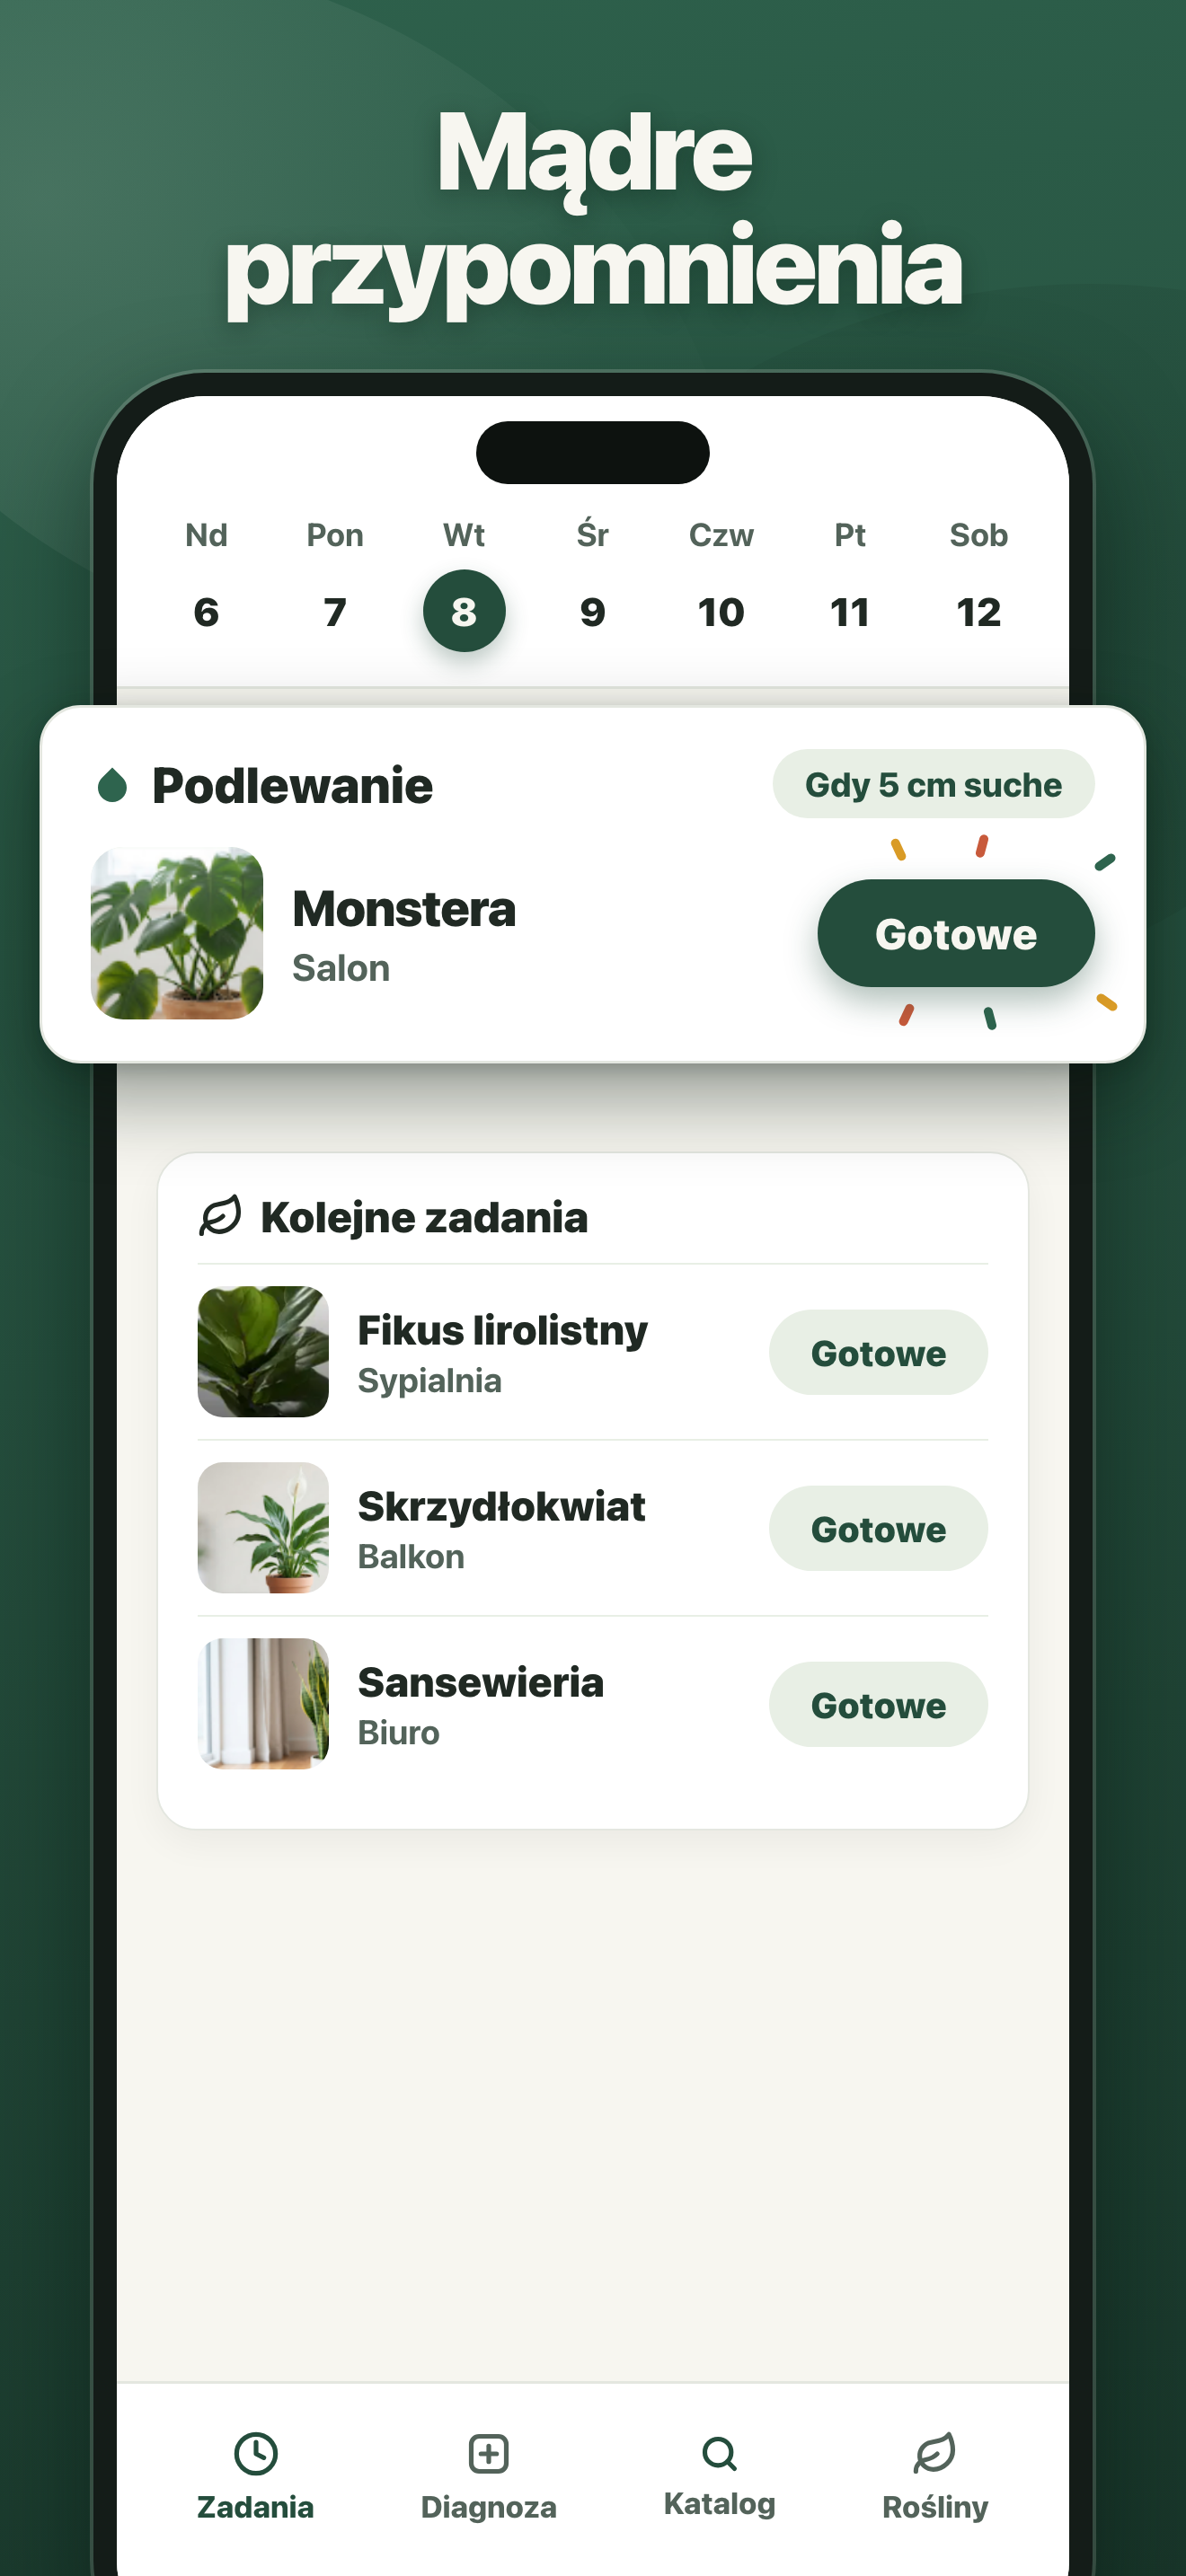 Mądre
przypomnienia
Nd Pon Wt Śr Czw Pt Sob
6 7 8 9 10 11 12
Podlewanie
Gdy 5 cm suche
Monstera
Salon
Gotowe
Kolejne zadania
Fikus lirolistny
Sypialnia
Gotowe
Skrzydłokwiat
Balkon
Gotowe
Sansewieria
Biuro
Gotowe
Zadania Diagnoza Katalog Rośliny